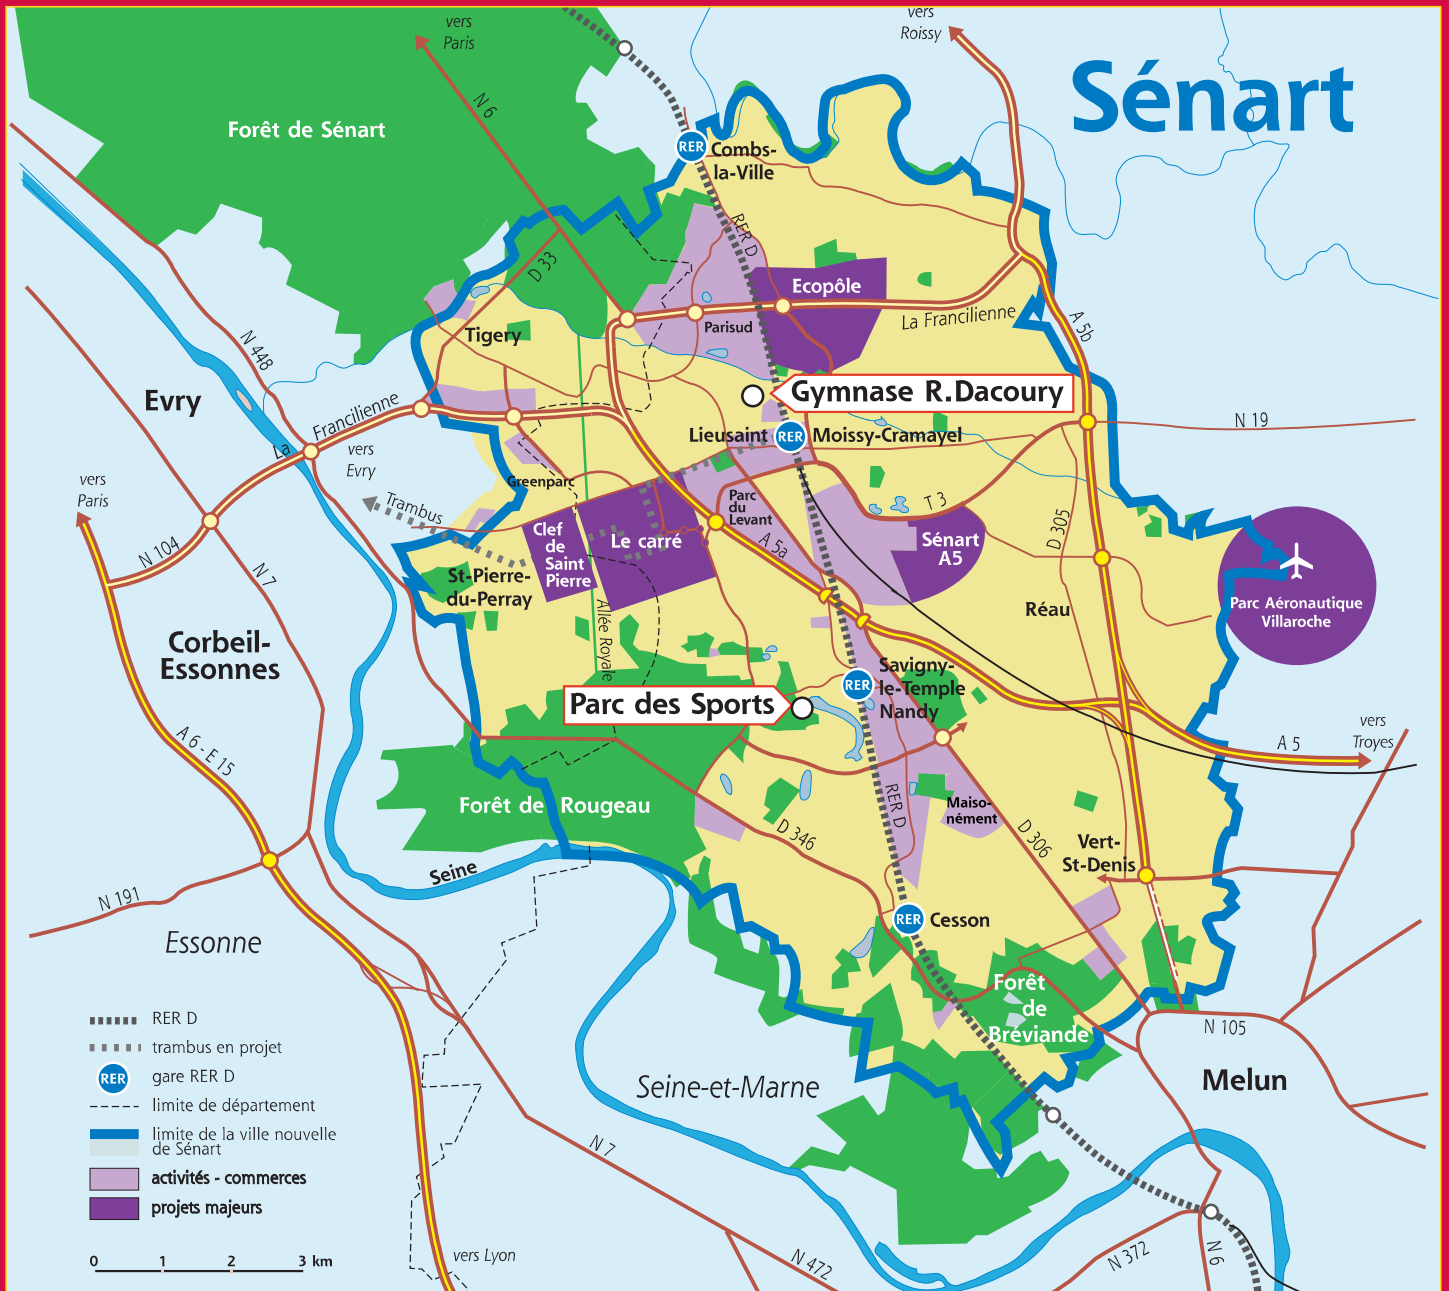 vers
Paris
vers
Roissy
Sénart
N 6
Forêt de Sénart
RER
Combs-
la-Ville
RER D
D 33
Ecopôle
Parisud
La Francilienne
A 5b
Tigery
N 448
Evry
La Francilienne
Gymnase R.Dacoury
N 19
Lieusaint
RER
Moissy-Cramayel
vers
Evry
vers
Paris
Greenparc
Trambus
Parc
du
Levant
T 3
D 305
Clef
de
Saint
Pierre
Le carré
A 5a
Sénart
A5
N 104
N 7
St-Pierre-
du-Perray
Allée Royale
Réau
Parc Aéronautique
Villaroche
Corbeil-
Essonnes
Savigny-
le-Temple
Nandy
RER
Parc des Sports
A 6 - E 15
vers
Troyes
A 5
Forêt de Rougeau
RER D
Maiso-
nément
D 346
D 306
Vert-
St-Denis
Seine
N 191
RER
Cesson
Essonne
Forêt
de
Bréviande
N 105
Melun
Seine-et-Marne
RER D
trambus en projet
RER
gare RER D
limite de département
limite de la ville nouvelle
de Sénart
activités - commerces
projets majeurs
N 7
0 1 2 3 km
vers Lyon
N 472
N 372
N 6